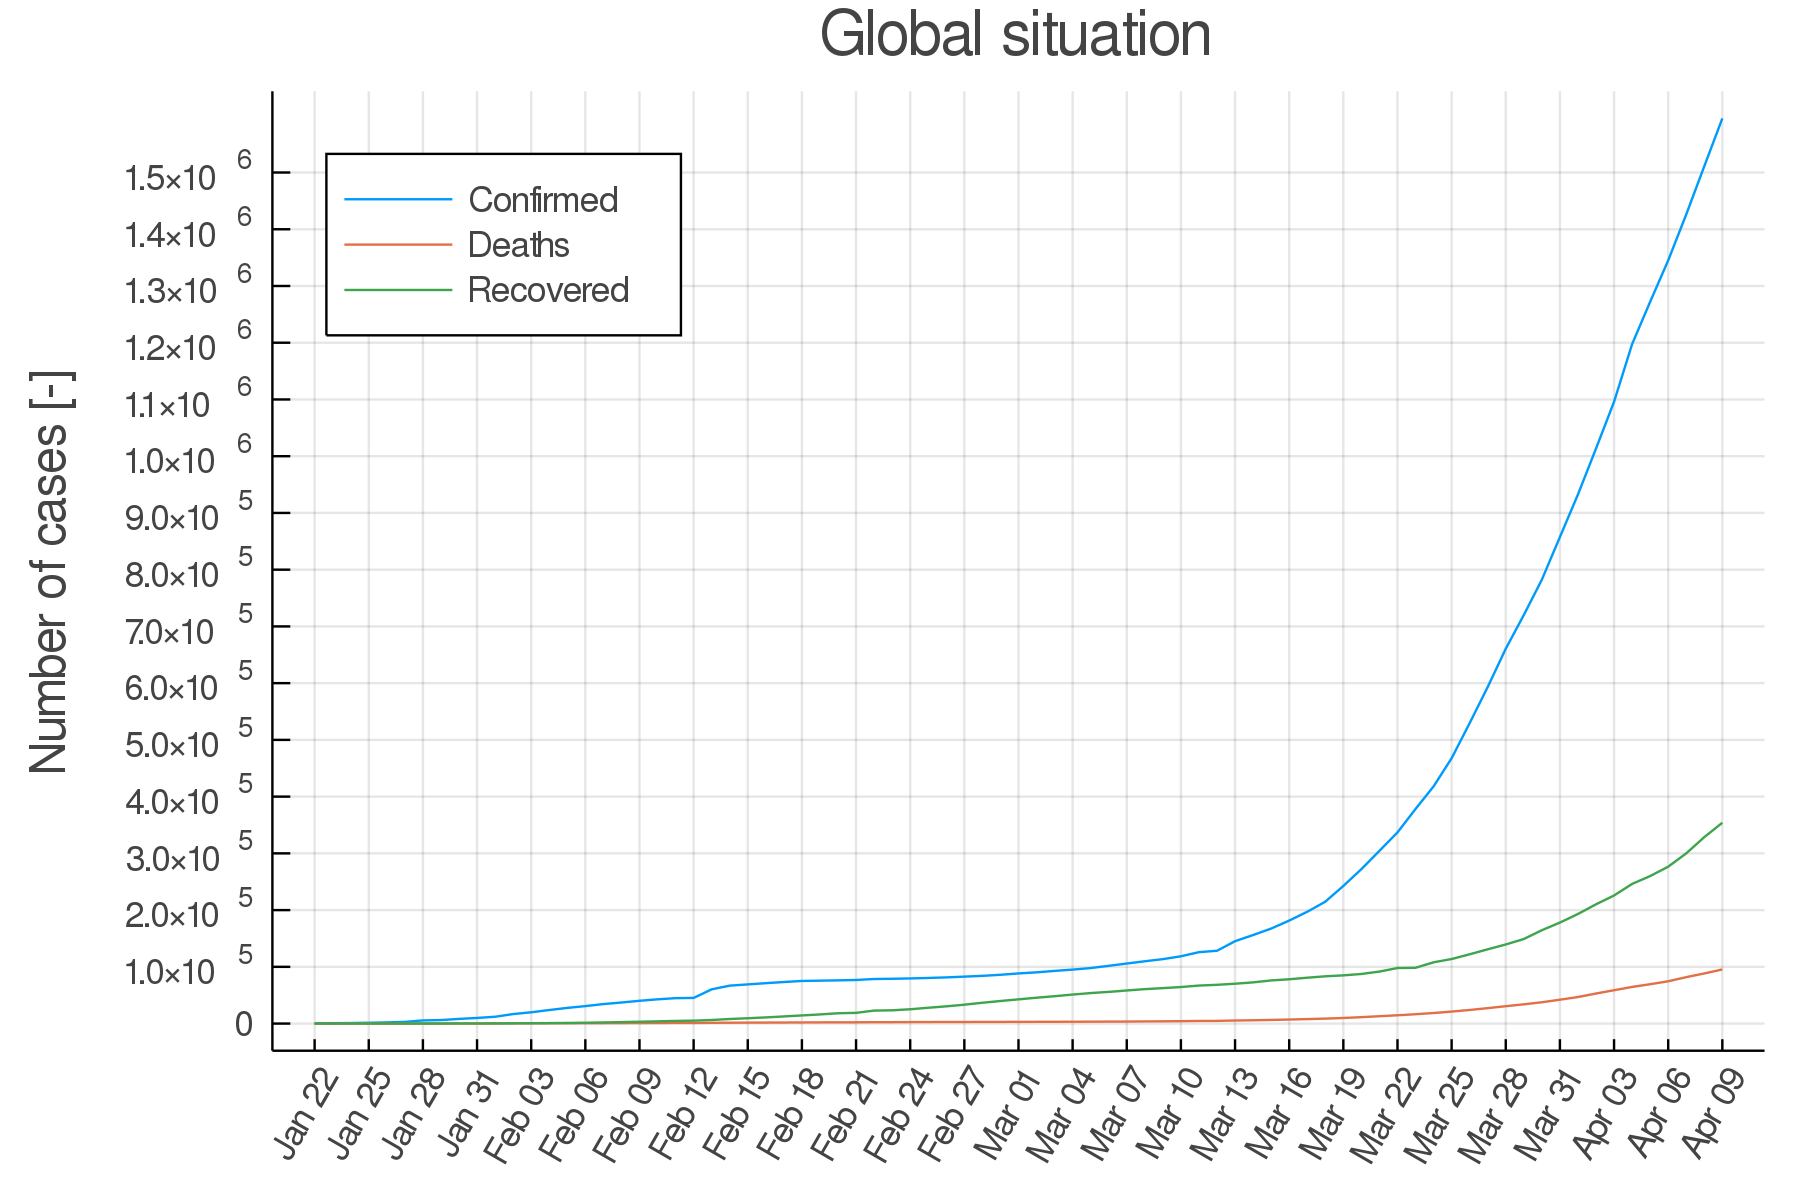 Global situation
Number of cases [-]
1.5×10^6
1.4×10^6
1.3×10^6
1.2×10^6
1.1×10^6
1.0×10^6
9.0×10^5
8.0×10^5
7.0×10^5
6.0×10^5
5.0×10^5
4.0×10^5
3.0×10^5
2.0×10^5
1.0×10^5
0
Confirmed
Deaths
Recovered
Jan 22
Jan 25
Jan 28
Jan 31
Feb 03
Feb 06
Feb 09
Feb 12
Feb 15
Feb 18
Feb 21
Feb 24
Feb 27
Mar 01
Mar 04
Mar 07
Mar 10
Mar 13
Mar 16
Mar 19
Mar 22
Mar 25
Mar 28
Mar 31
Apr 03
Apr 06
Apr 09